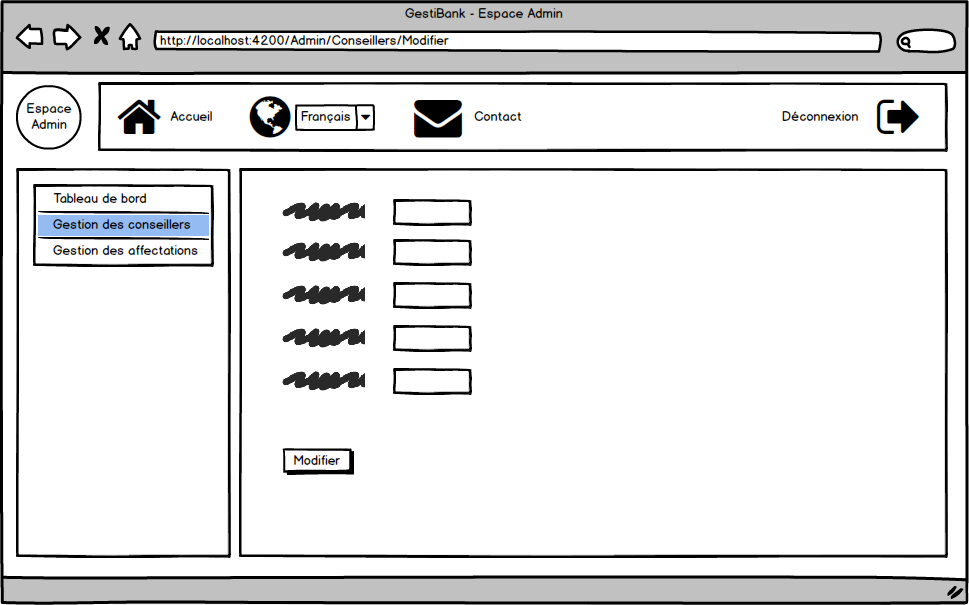 GestiBank - Espace Admin
http://localhost:4200/Admin/Conseillers/Modifier
Espace
Admin
Accueil
Français
Contact
Déconnexion
Tableau de bord
Gestion des conseillers
Gestion des affectations
Modifier